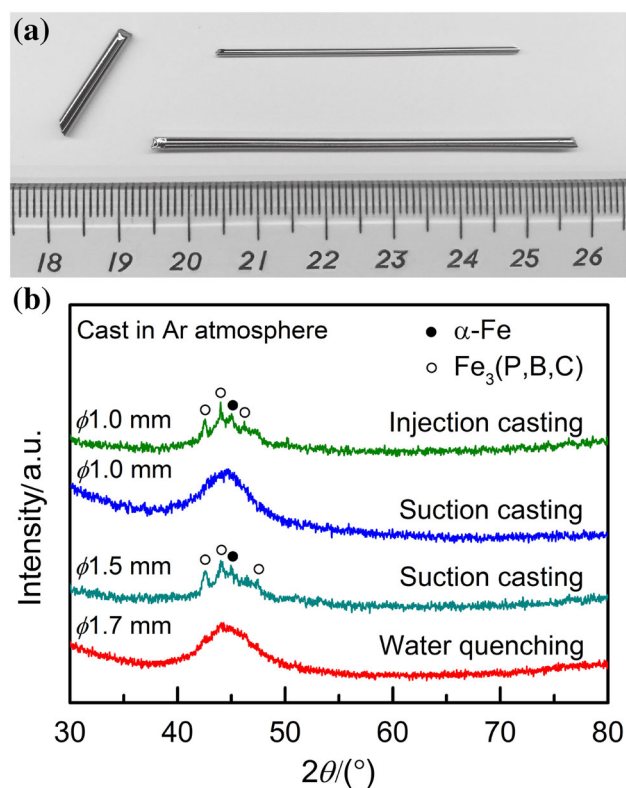 (a)
18 19 20 21 22 23 24 25 26
(b)
Cast in Ar atmosphere
● α-Fe
○ Fe₃(P,B,C)
ϕ1.0 mm Injection casting
ϕ1.0 mm Suction casting
ϕ1.5 mm Suction casting
ϕ1.7 mm Water quenching
Intensity/a.u.
30 40 50 60 70 80
2θ/(°)